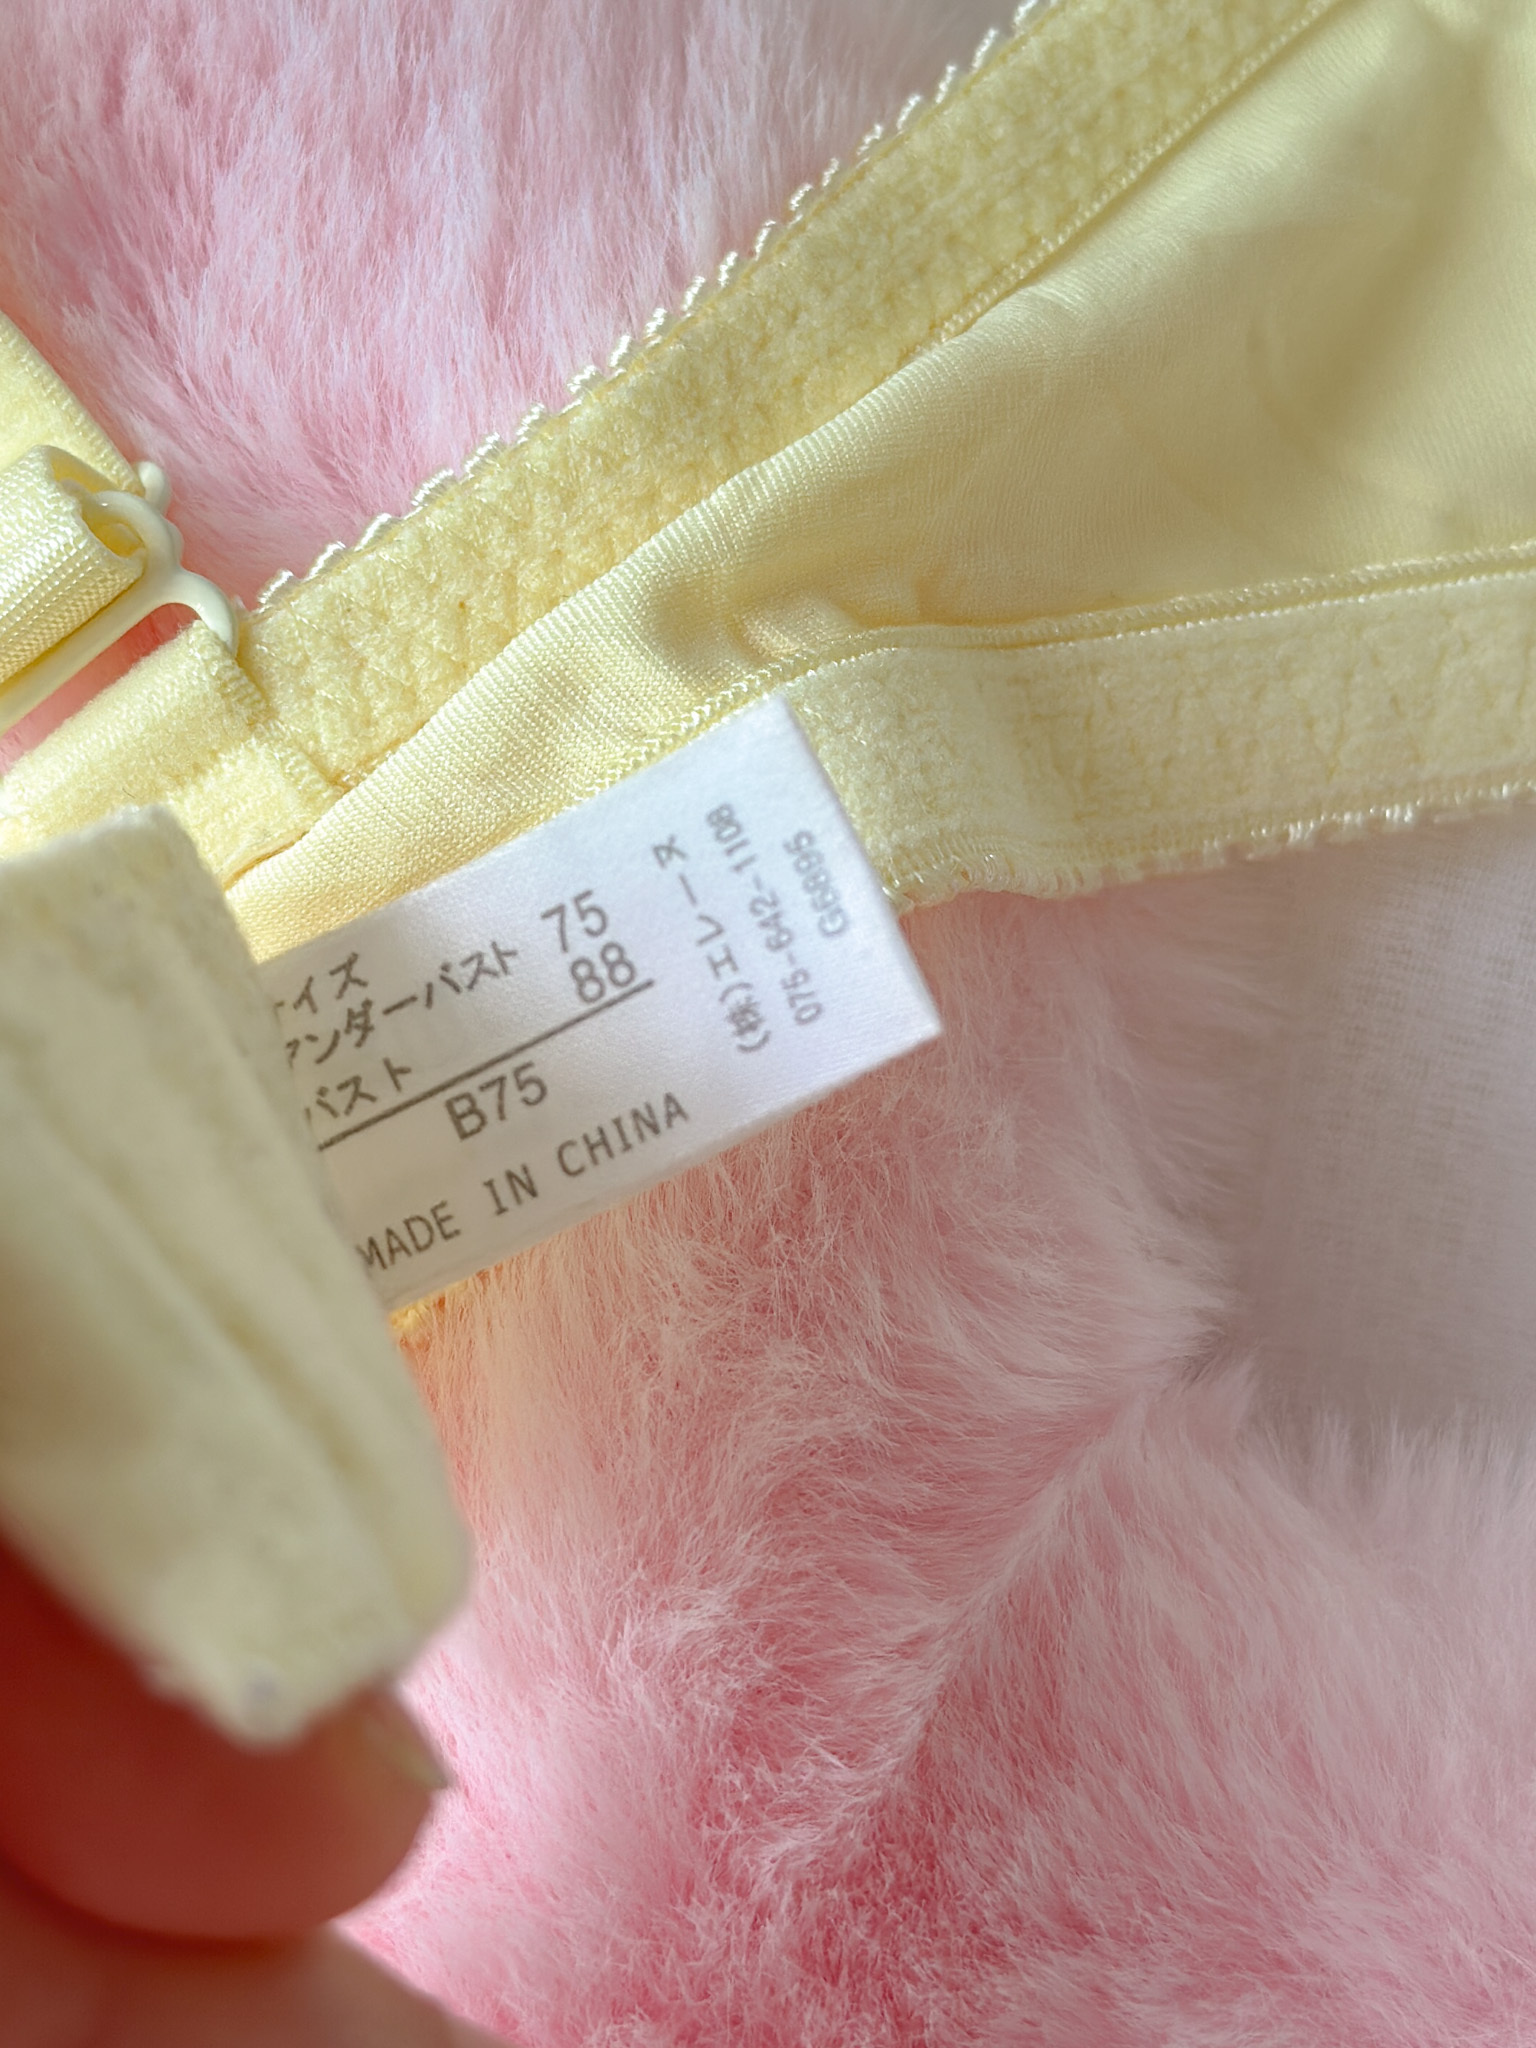 イズ
アンダーバスト 75
バスト 88
B75
MADE IN CHINA
(株)エレース
075-642-1108
G6895